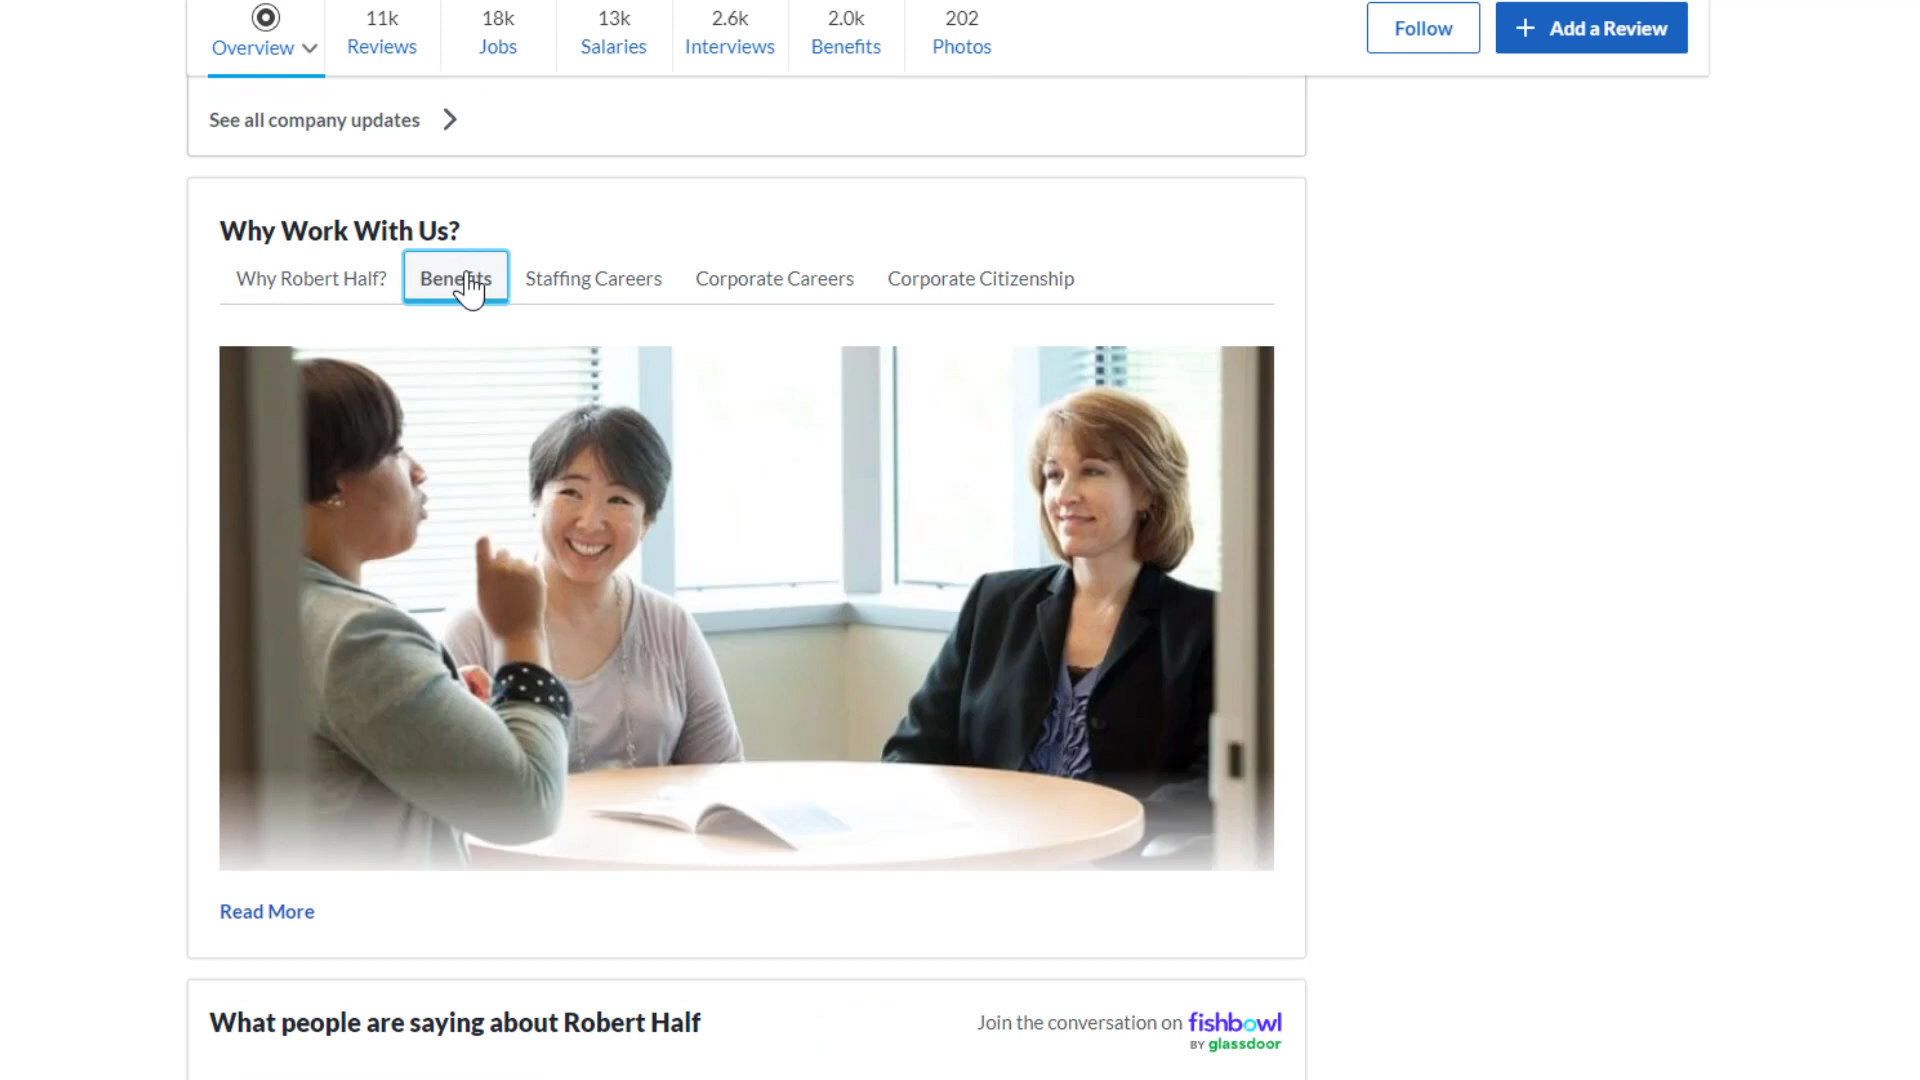 11k
18k
13k
2.6k
2.0k
202
Overview
Reviews
Jobs
Salaries
Interviews
Benefits
Photos
Follow
+ Add a Review
See all company updates
Why Work With Us?
Why Robert Half?
Benefits
Staffing Careers
Corporate Careers
Corporate Citizenship
Read More
What people are saying about Robert Half
Join the conversation on fishbowl
BY glassdoor